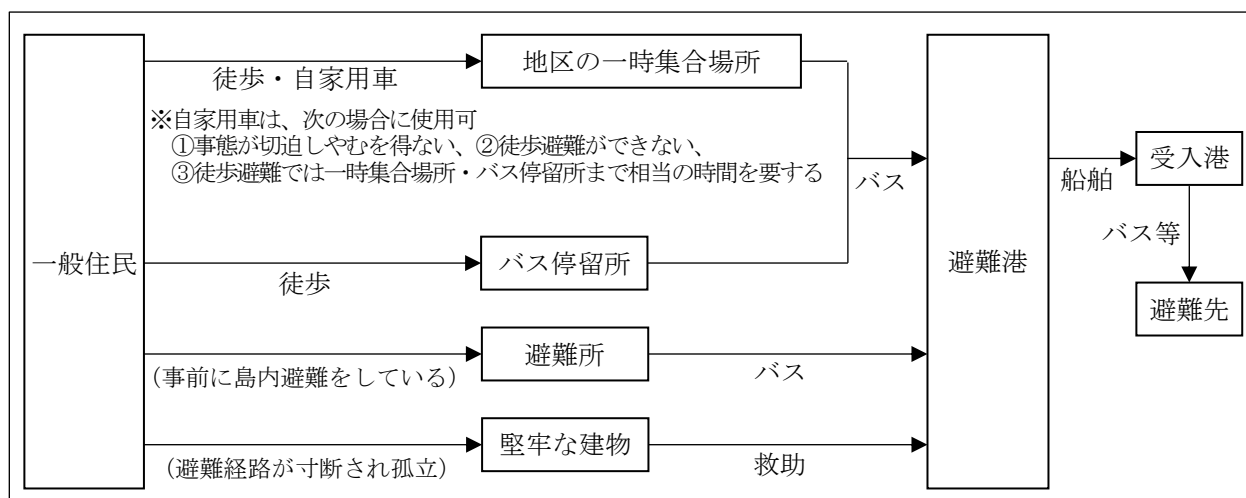 一般住民
徒歩・自家用車
地区の一時集合場所
※自家用車は、次の場合に使用可
①事態が切迫しやむを得ない、②徒歩避難ができない、
③徒歩避難では一時集合場所・バス停留所まで相当の時間を要する
徒歩
バス停留所
バス
(事前に島内避難をしている)
避難所
バス
(避難経路が寸断され孤立)
堅牢な建物
救助
避難港
船舶
受入港
バス等
避難先